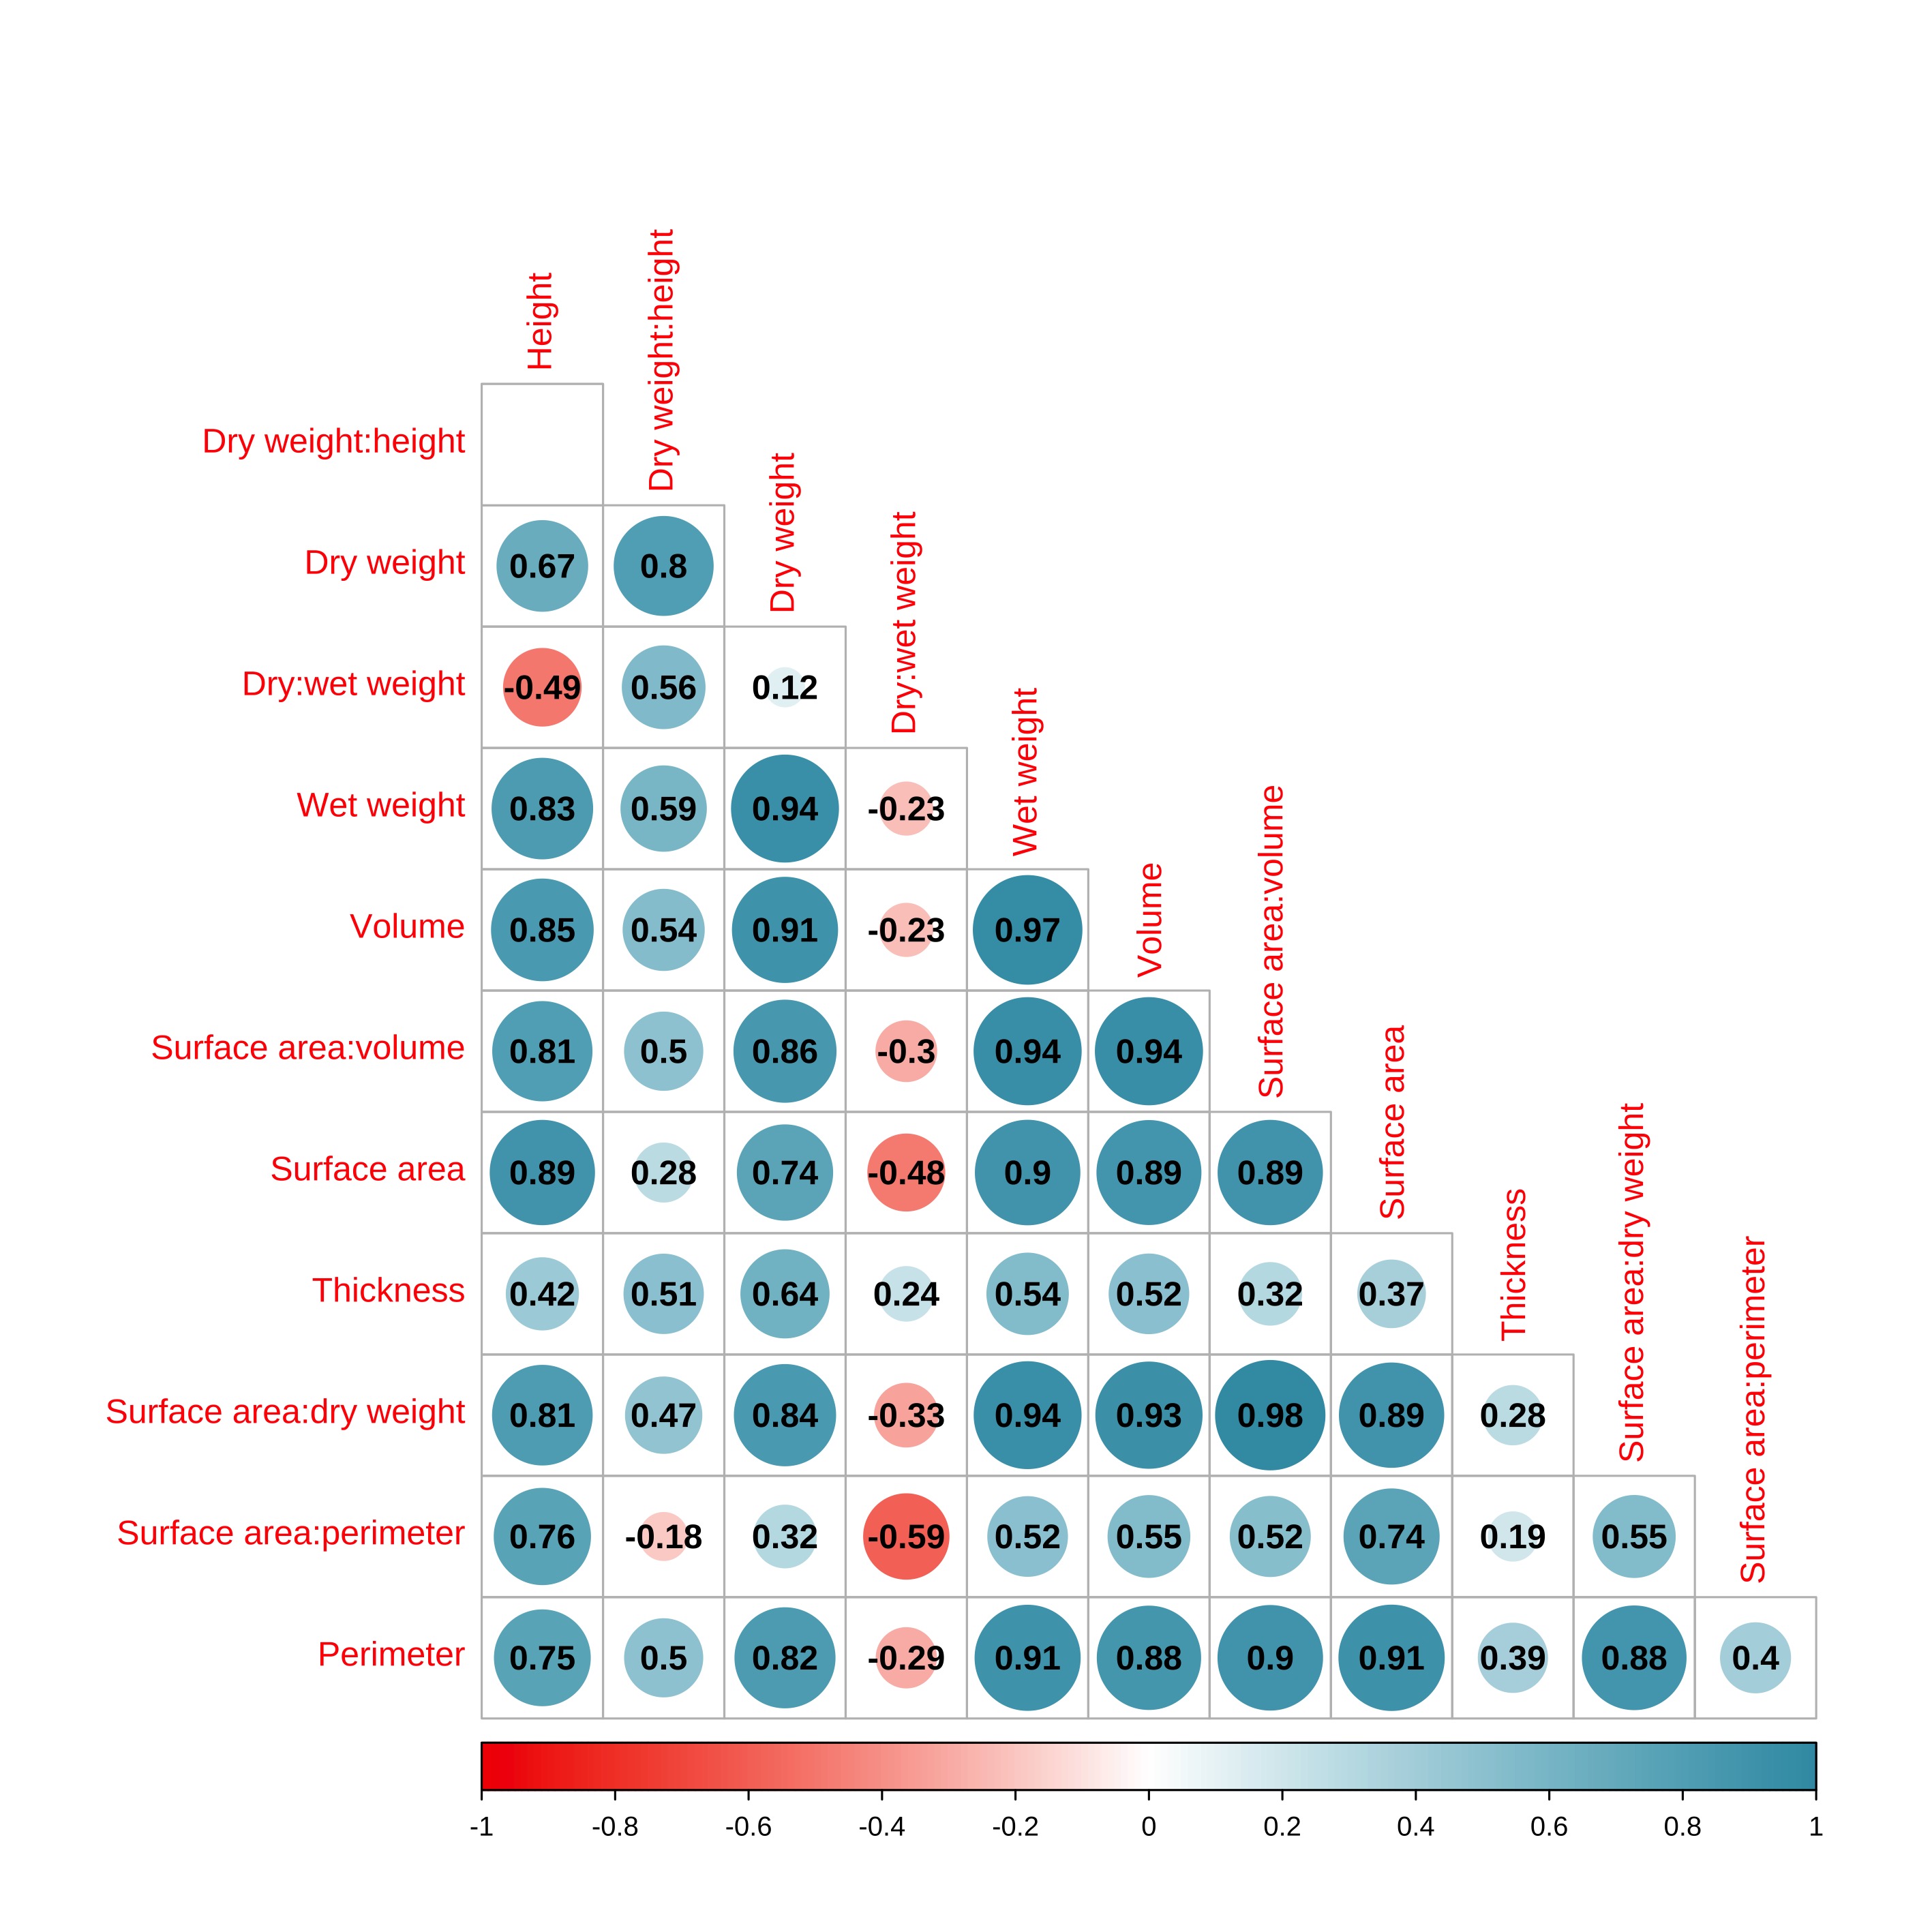 Height
Dry weight:height
Dry weight
Dry:wet weight
Wet weight
Volume
Surface area:volume
Surface area
Thickness
Surface area:dry weight
Surface area:perimeter
Dry weight:height
Dry weight 0.67 0.8
Dry:wet weight -0.49 0.56 0.12
Wet weight 0.83 0.59 0.94 -0.23
Volume 0.85 0.54 0.91 -0.23 0.97
Surface area:volume 0.81 0.5 0.86 -0.3 0.94 0.94
Surface area 0.89 0.28 0.74 -0.48 0.9 0.89 0.89
Thickness 0.42 0.51 0.64 0.24 0.54 0.52 0.32 0.37
Surface area:dry weight 0.81 0.47 0.84 -0.33 0.94 0.93 0.98 0.89 0.28
Surface area:perimeter 0.76 -0.18 0.32 -0.59 0.52 0.55 0.52 0.74 0.19 0.55
Perimeter 0.75 0.5 0.82 -0.29 0.91 0.88 0.9 0.91 0.39 0.88 0.4
-1 -0.8 -0.6 -0.4 -0.2 0 0.2 0.4 0.6 0.8 1